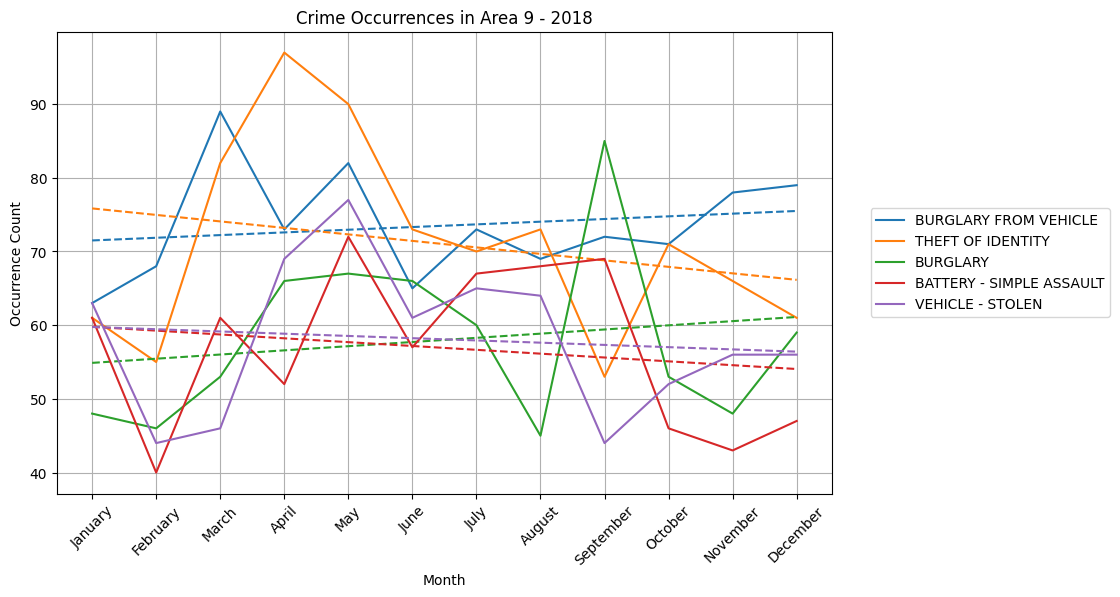 Crime Occurrences in Area 9 - 2018
Occurrence Count
90
80
70
60
50
40
January
February
March
April
May
June
July
August
September
October
November
December
Month
BURGLARY FROM VEHICLE
THEFT OF IDENTITY
BURGLARY
BATTERY - SIMPLE ASSAULT
VEHICLE - STOLEN